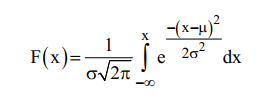 F(x)= 1/(σ√2π) ∫_{-∞}^{x} e^{-(x-μ)²/2σ²} dx